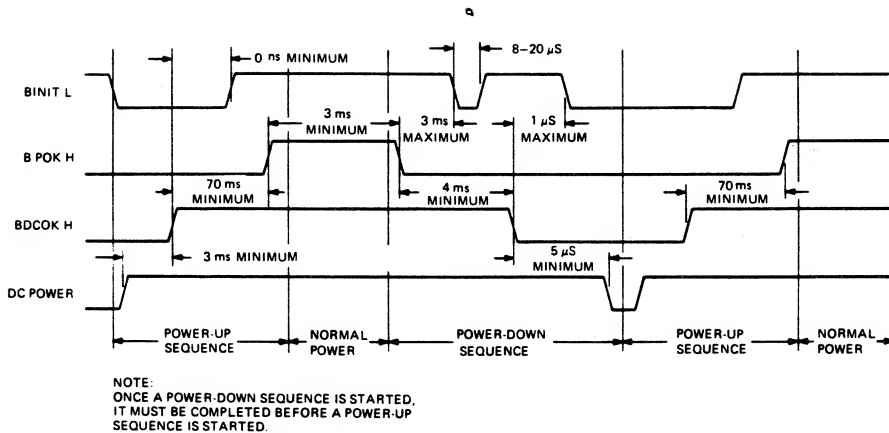 0 ns MINIMUM
8-20 µS
BINIT L
3 ms
MINIMUM
3 ms
MAXIMUM
1 µS
MAXIMUM
B POK H
70 ms
MINIMUM
4 ms
MINIMUM
70 ms
MINIMUM
BDCOK H
3 ms MINIMUM
5 µS
MINIMUM
DC POWER
POWER-UP
SEQUENCE
NORMAL
POWER
POWER-DOWN
SEQUENCE
POWER-UP
SEQUENCE
NORMAL
POWER
NOTE:
ONCE A POWER-DOWN SEQUENCE IS STARTED,
IT MUST BE COMPLETED BEFORE A POWER-UP
SEQUENCE IS STARTED.